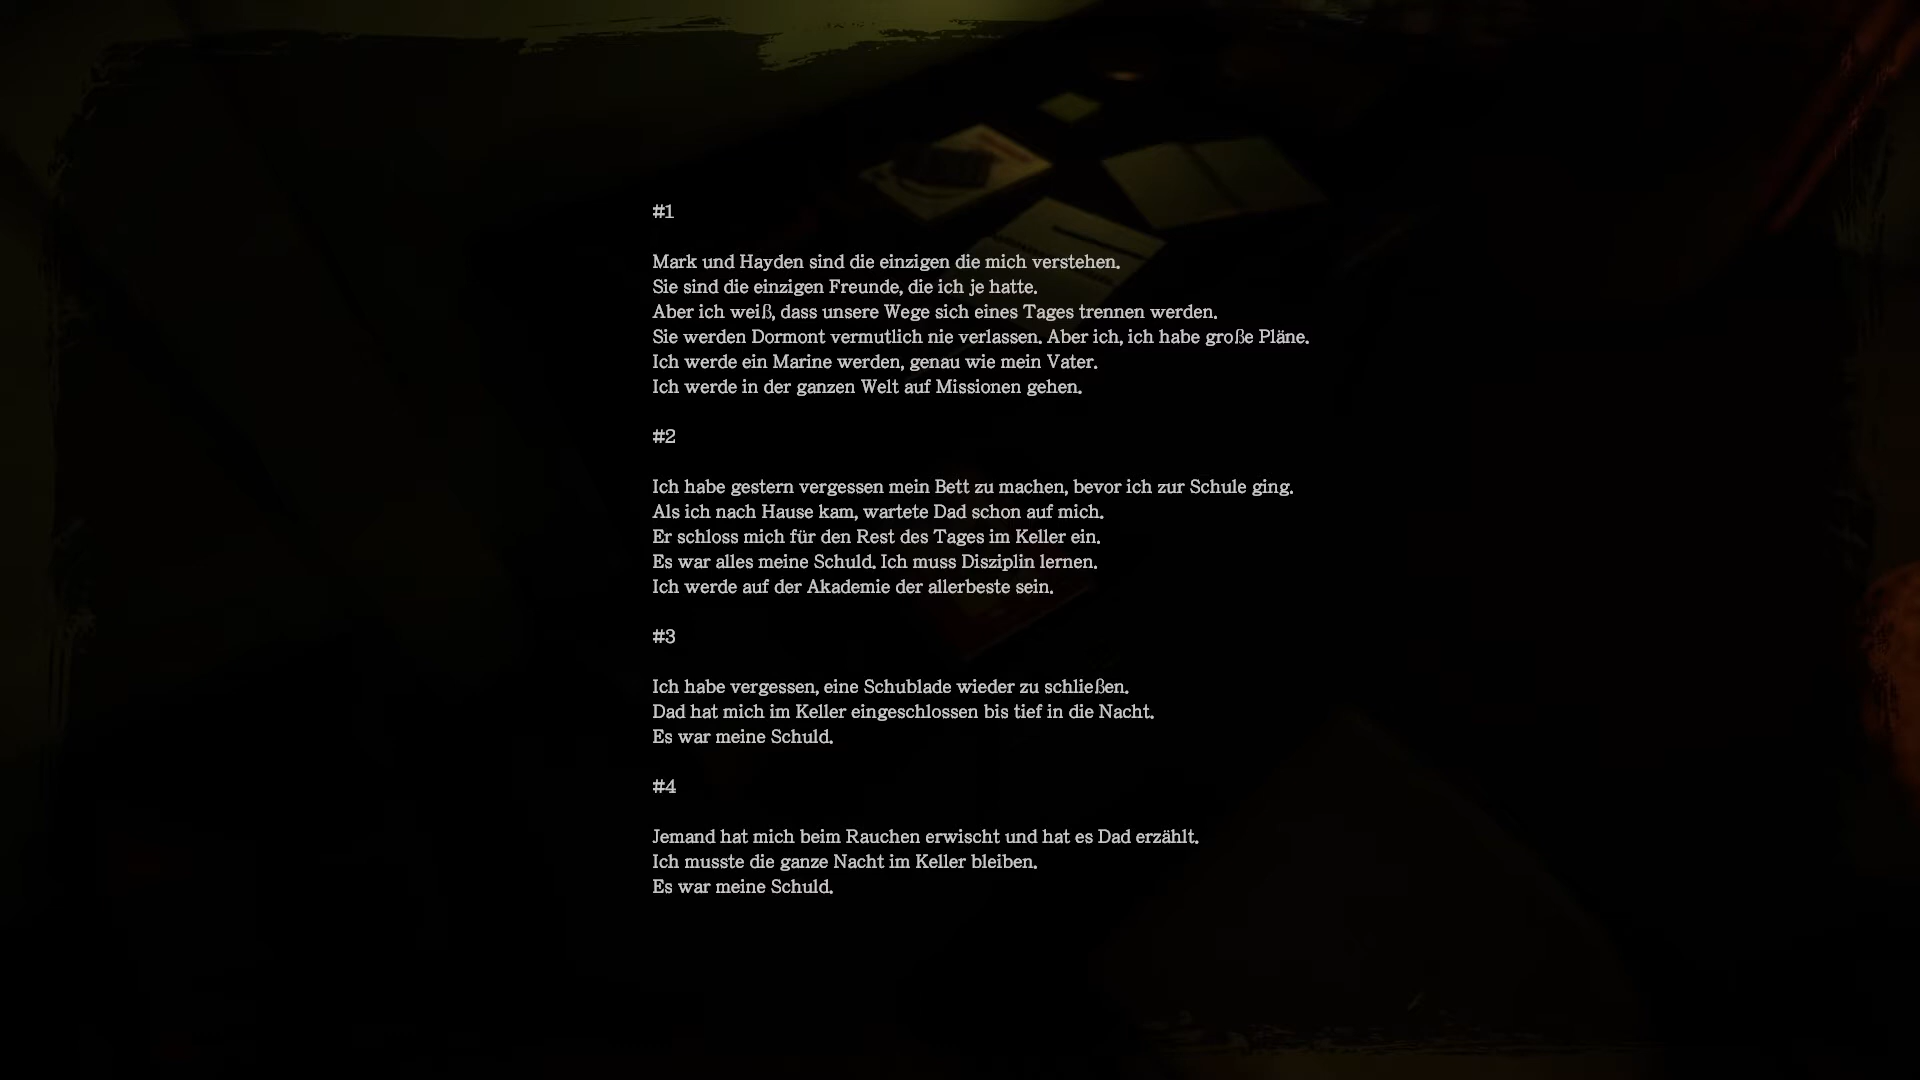 #1
Mark und Hayden sind die einzigen die mich verstehen.
Sie sind die einzigen Freunde, die ich je hatte.
Aber ich weiß, dass unsere Wege sich eines Tages trennen werden.
Sie werden Dormont vermutlich nie verlassen. Aber ich, ich habe große Pläne.
Ich werde ein Marine werden, genau wie mein Vater.
Ich werde in der ganzen Welt auf Missionen gehen.
#2
Ich habe gestern vergessen mein Bett zu machen, bevor ich zur Schule ging.
Als ich nach Hause kam, wartete Dad schon auf mich.
Er schloss mich für den Rest des Tages im Keller ein.
Es war alles meine Schuld. Ich muss Disziplin lernen.
Ich werde auf der Akademie der allerbeste sein.
#3
Ich habe vergessen, eine Schublade wieder zu schließen.
Dad hat mich im Keller eingeschlossen bis tief in die Nacht.
Es war meine Schuld.
#4
Jemand hat mich beim Rauchen erwischt und hat es Dad erzählt.
Ich musste die ganze Nacht im Keller bleiben.
Es war meine Schuld.